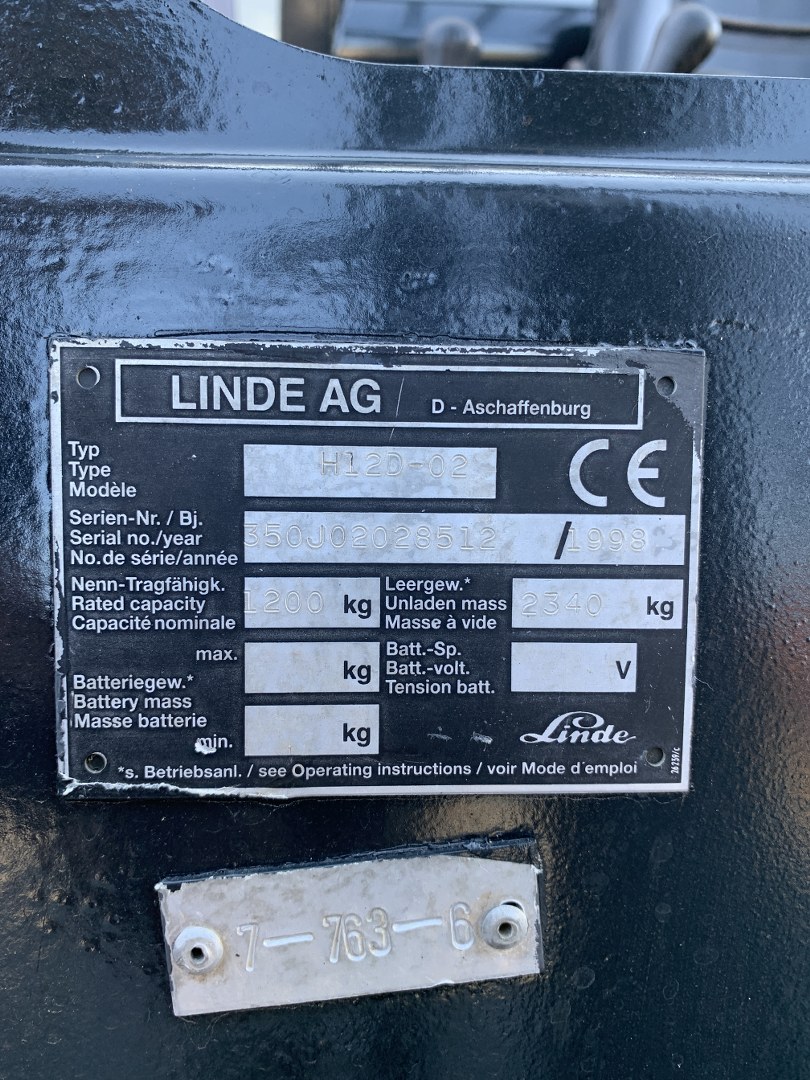 LINDE AG / D - Aschaffenburg
Typ
Type
Modèle
H12D-02
CE
Serien-Nr. / Bj.
Serial no./year
No.de série/année
350J02028512 / 1998
Nenn-Tragfähigk.
Rated capacity
Capacité nominale
1200 kg
Leergew.*
Unladen mass
Masse à vide
2340 kg
max.
kg
Batteriegew.*
Battery mass
Masse batterie
min.
kg
Batt.-Sp.
Batt.-volt.
Tension batt.
V
Linde
*s. Betriebsanl. / see Operating instructions / voir Mode d'emploi
26259/C
7-763-6